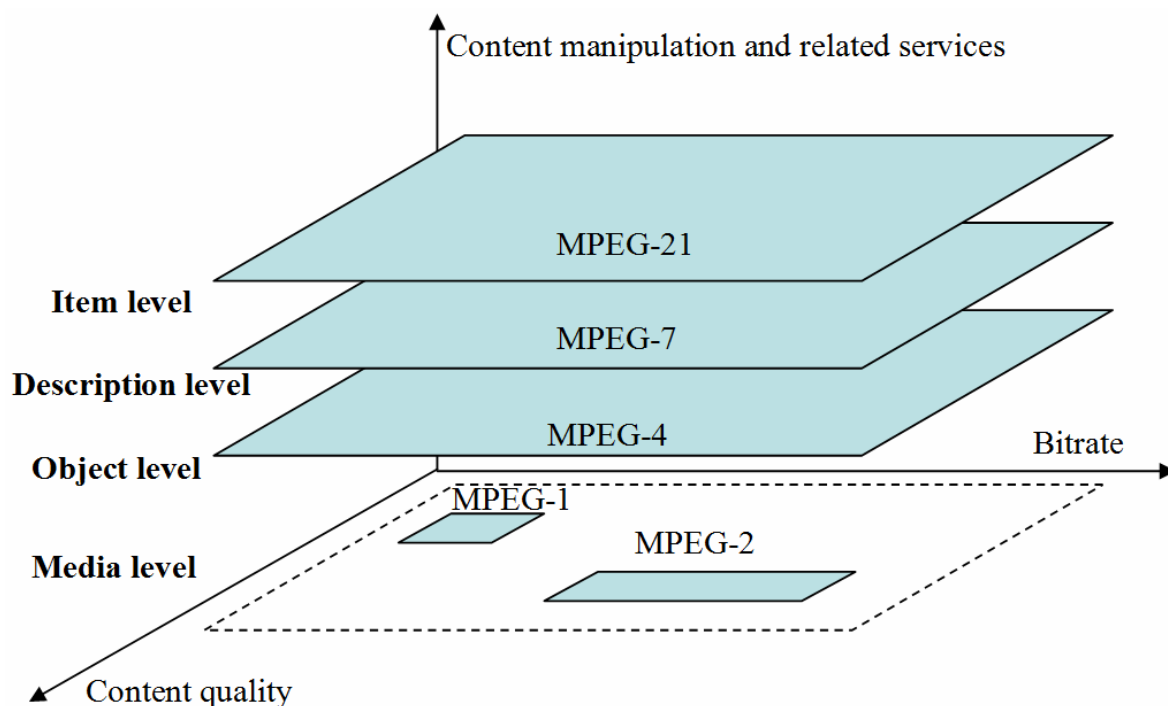 Content manipulation and related services
MPEG-21
Item level
MPEG-7
Description level
MPEG-4
Bitrate
Object level
MPEG-1
MPEG-2
Media level
Content quality